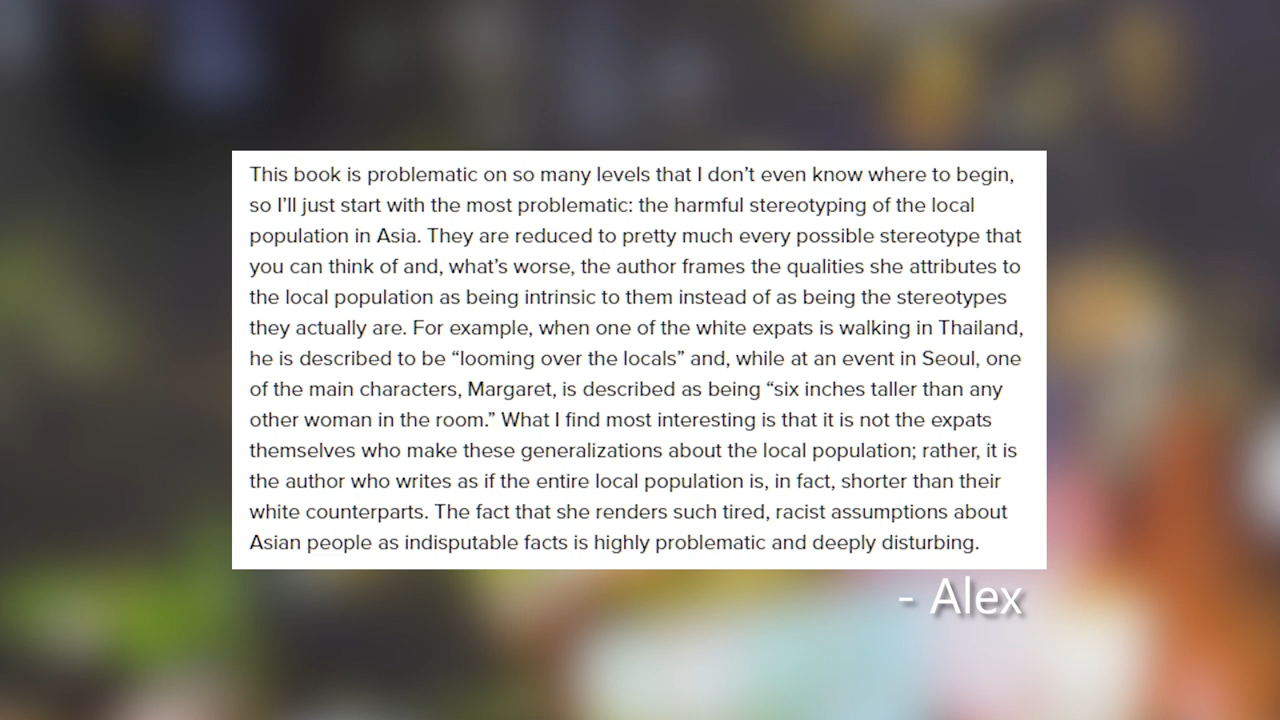 This book is problematic on so many levels that I don’t even know where to begin,
so I’ll just start with the most problematic: the harmful stereotyping of the local
population in Asia. They are reduced to pretty much every possible stereotype that
you can think of and, what’s worse, the author frames the qualities she attributes to
the local population as being intrinsic to them instead of as being the stereotypes
they actually are. For example, when one of the white expats is walking in Thailand,
he is described to be “looming over the locals” and, while at an event in Seoul, one
of the main characters, Margaret, is described as being “six inches taller than any
other woman in the room.” What I find most interesting is that it is not the expats
themselves who make these generalizations about the local population; rather, it is
the author who writes as if the entire local population is, in fact, shorter than their
white counterparts. The fact that she renders such tired, racist assumptions about
Asian people as indisputable facts is highly problematic and deeply disturbing.
- Alex